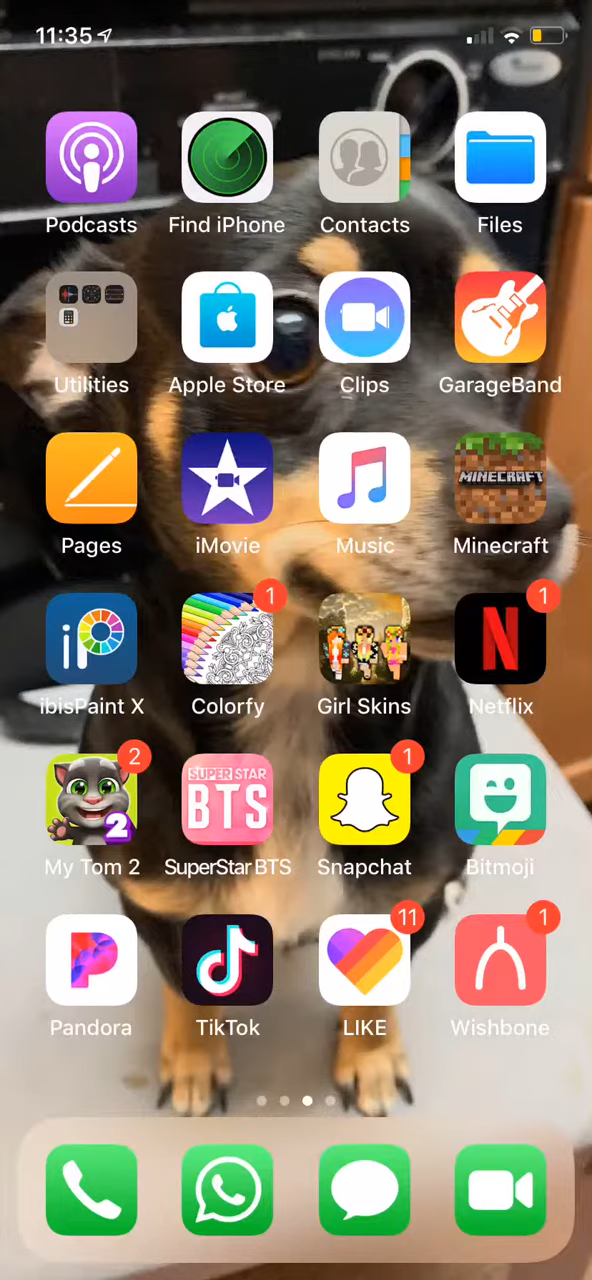 11:35
Podcasts
Find iPhone
Contacts
Files
Utilities
Apple Store
Clips
GarageBand
MINECRAFT
Pages
iMovie
Music
Minecraft
iP
1
1
N
ibisPaint X
Colorfy
Girl Skins
Netflix
2
SUPER STAR
BTS
1
2
My Tom 2
SuperStar BTS
Snapchat
Bitmoji
P
11
1
Pandora
TikTok
LIKE
Wishbone